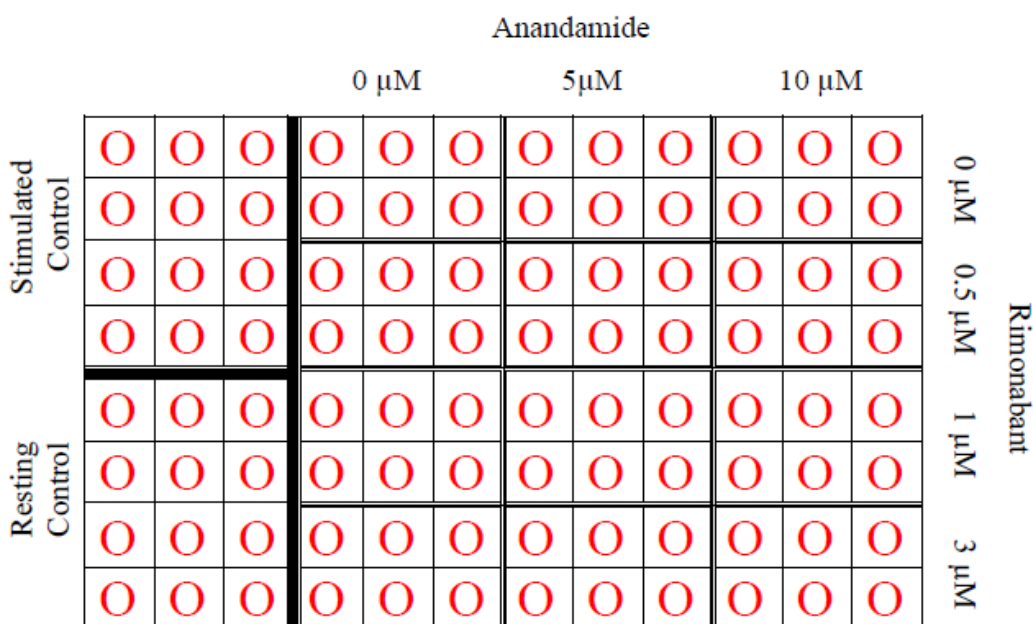 Anandamide
0 µM 5µM 10 µM
Stimulated
Control
O O O O O O O O O O O O
O O O O O O O O O O O O
O O O O O O O O O O O O
O O O O O O O O O O O O
Resting
Control
O O O O O O O O O O O O
O O O O O O O O O O O O
O O O O O O O O O O O O
O O O O O O O O O O O O
0 µM
0.5 µM
1 µM
3 µM
Rimonabant